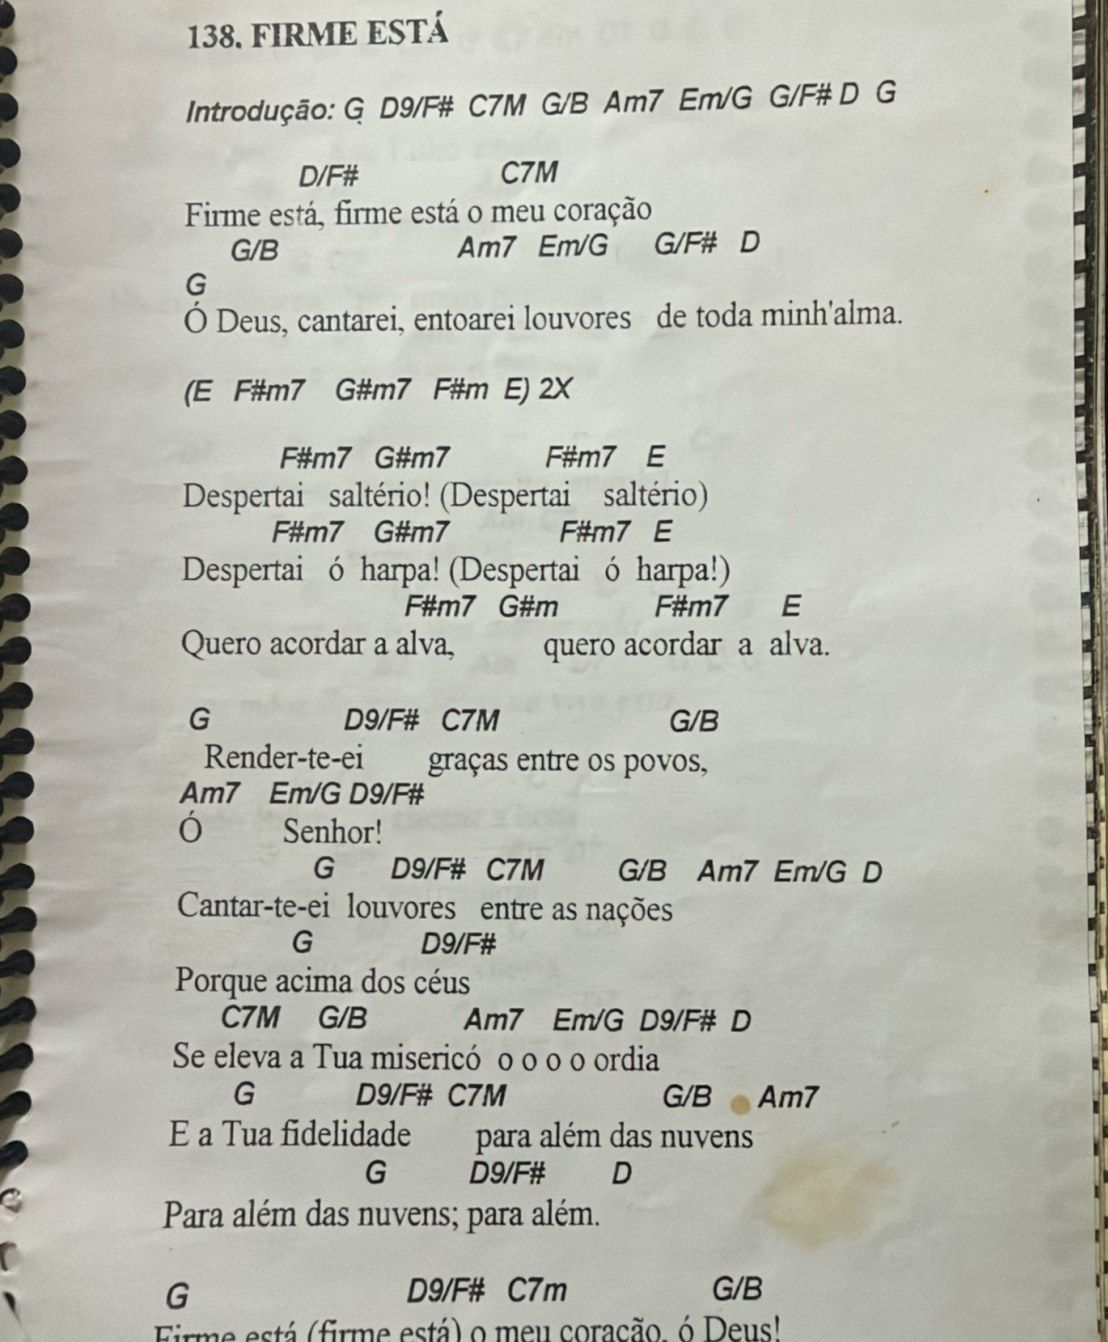 138. FIRME ESTÁ
Introdução: G D9/F# C7M G/B Am7 Em/G G/F# D G
D/F# C7M
Firme está, firme está o meu coração
G/B Am7 Em/G G/F# D
G
Ó Deus, cantarei, entoarei louvores de toda minh'alma.
(E F#m7 G#m7 F#m E) 2X
F#m7 G#m7 F#m7 E
Despertai saltério! (Despertai saltério)
F#m7 G#m7 F#m7 E
Despertai ó harpa! (Despertai ó harpa!)
F#m7 G#m F#m7 E
Quero acordar a alva, quero acordar a alva.
G D9/F# C7M G/B
Render-te-ei graças entre os povos,
Am7 Em/G D9/F#
Ó Senhor!
G D9/F# C7M G/B Am7 Em/G D
Cantar-te-ei louvores entre as nações
G D9/F#
Porque acima dos céus
C7M G/B Am7 Em/G D9/F# D
Se eleva a Tua misericó o o o o ordia
G D9/F# C7M G/B Am7
E a Tua fidelidade para além das nuvens
G D9/F# D
Para além das nuvens; para além.
G D9/F# C7m G/B
Firme está (firme está) o meu coração, ó Deus!